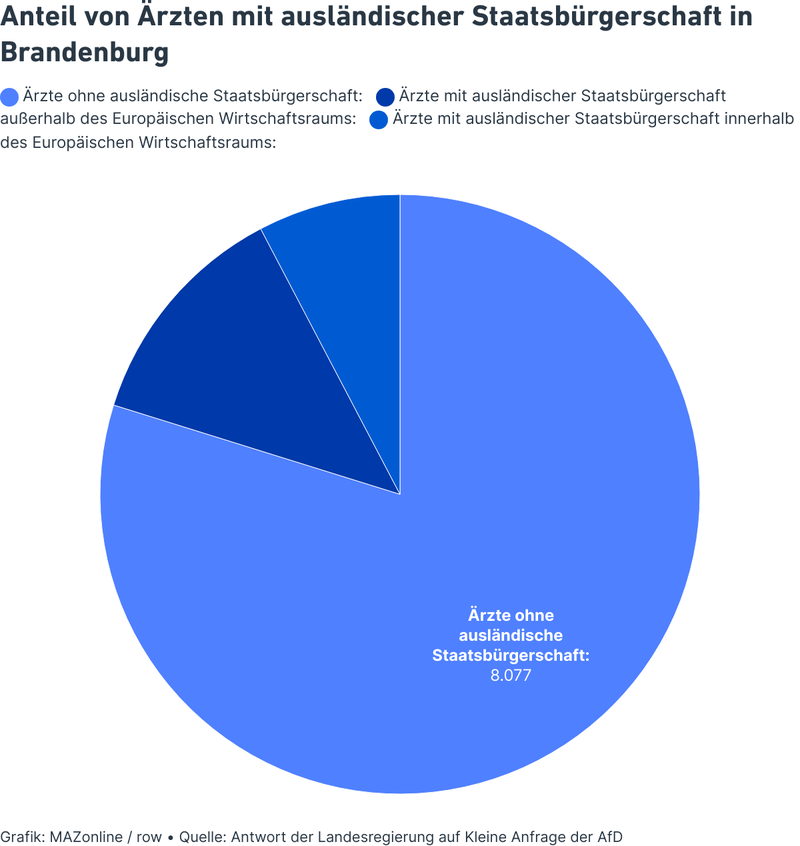 Anteil von Ärzten mit ausländischer Staatsbürgerschaft in
Brandenburg
Ärzte ohne ausländische Staatsbürgerschaft: Ärzte mit ausländischer Staatsbürgerschaft
außerhalb des Europäischen Wirtschaftsraums: Ärzte mit ausländischer Staatsbürgerschaft innerhalb
des Europäischen Wirtschaftsraums:
Ärzte ohne
ausländische
Staatsbürgerschaft:
8.077
Grafik: MAZonline / row • Quelle: Antwort der Landesregierung auf Kleine Anfrage der AfD